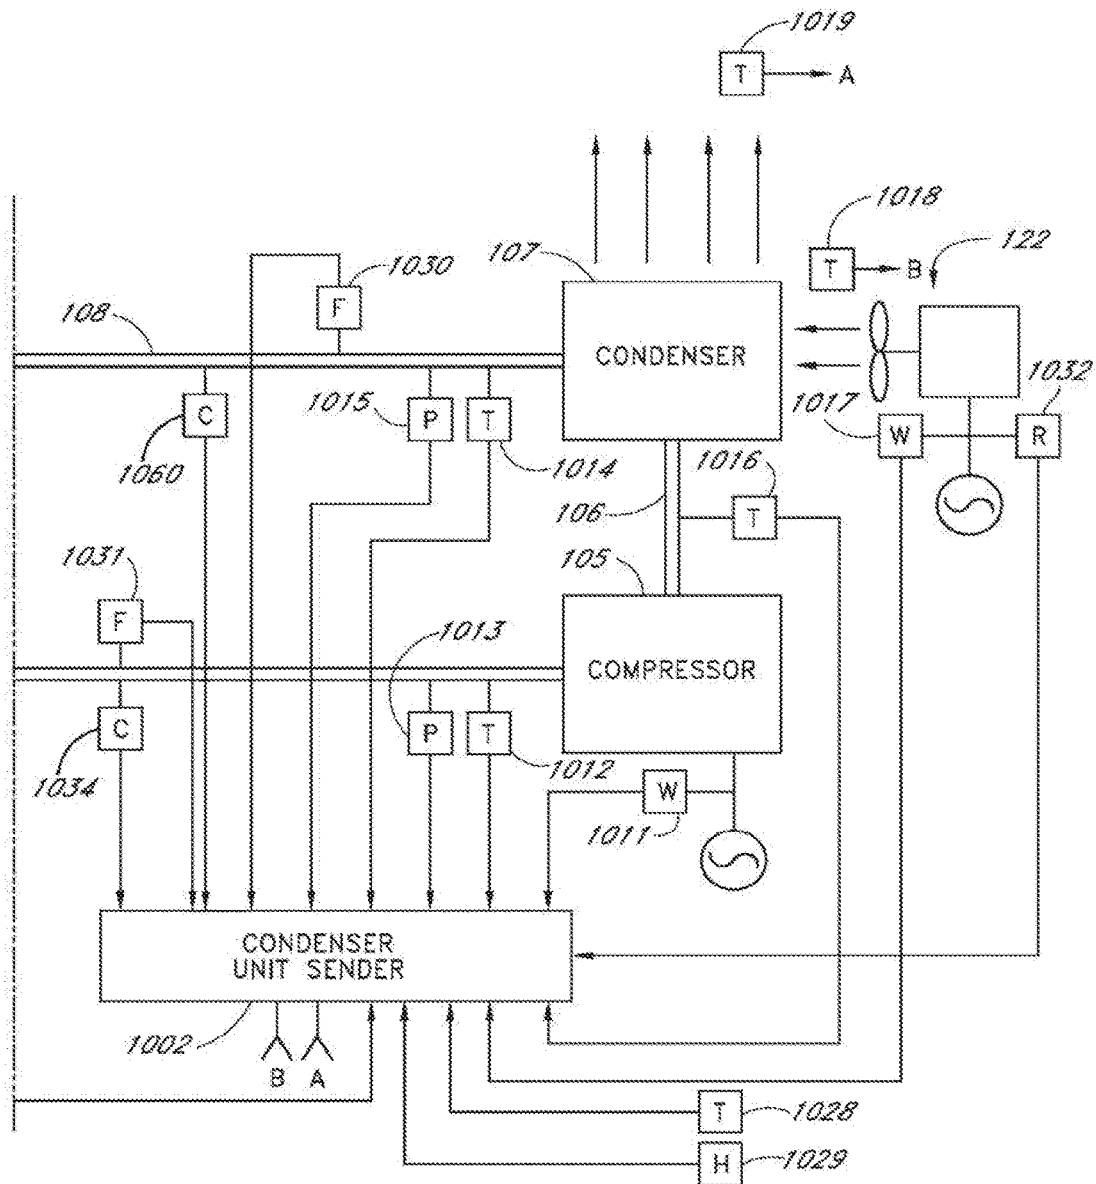 1019
T
A
1018
T
B
122
107
1030
F
108
CONDENSER
1032
1015
P
T
1017
W
R
C
1060
1014
1016
106
T
1031
105
F
1013
COMPRESSOR
C
P
T
1034
1012
W
1011
CONDENSER
UNIT SENDER
1002
B
A
T
1028
H
1029